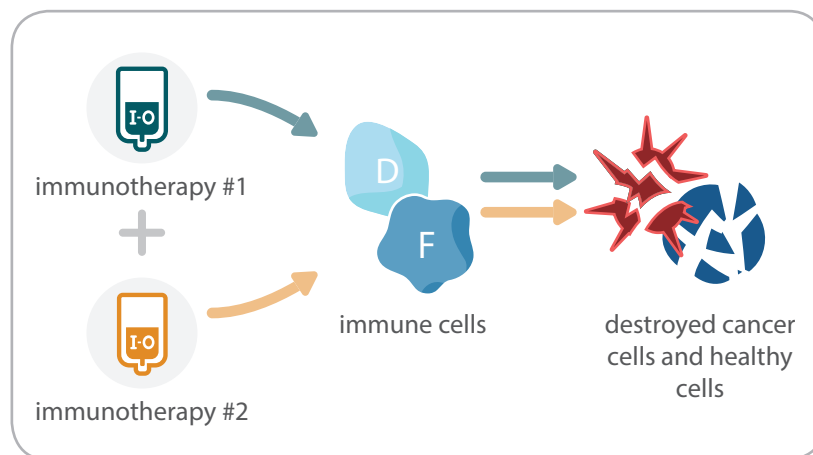 I-O
immunotherapy #1
I-O
immunotherapy #2
D
F
immune cells
destroyed cancer
cells and healthy
cells